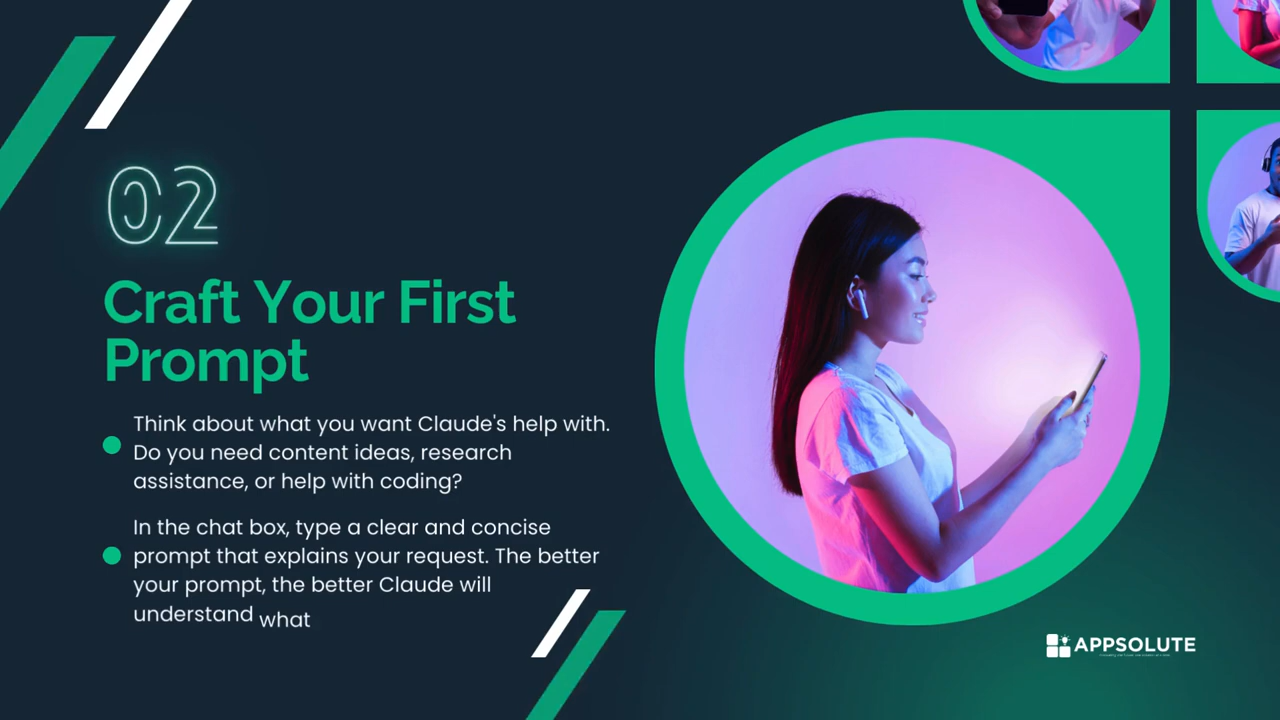 02
Craft Your First
Prompt
Think about what you want Claude's help with.
Do you need content ideas, research
assistance, or help with coding?
In the chat box, type a clear and concise
prompt that explains your request. The better
your prompt, the better Claude will
understand what
APPSOLUTE